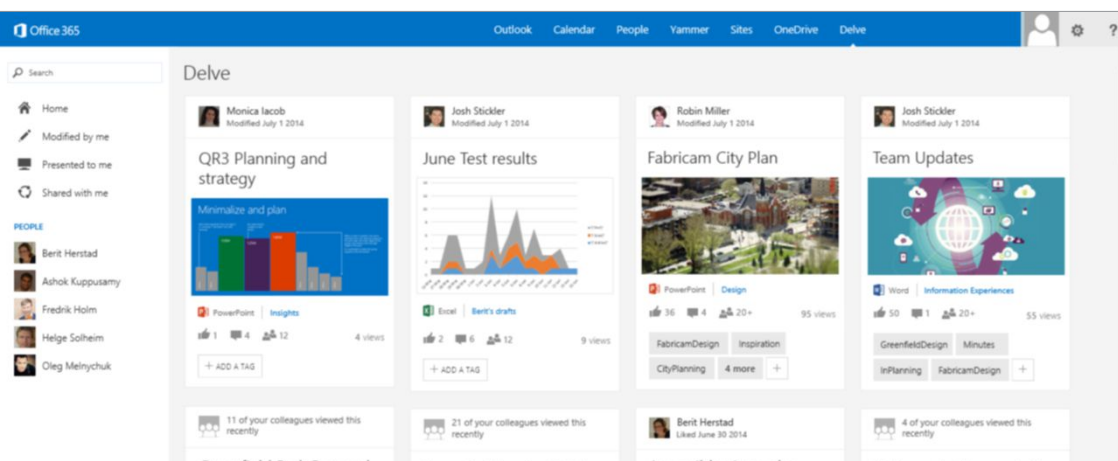 Office 365
Outlook Calendar People Yammer Sites OneDrive Delve
?
Search
Home
Modified by me
Presented to me
Shared with me
PEOPLE
Berit Herstad
Ashok Kuppusamy
Fredrik Holm
Helge Solheim
Oleg Melnychuk
Delve
Monica Iacob
Modified July 1 2014
QR3 Planning and
strategy
Minimalize and plan
PowerPoint Insights
1 4 12 4 views
+ ADD A TAG
Josh Stickler
Modified July 1 2014
June Test results
Excel Berit's drafts
2 6 12 9 views
+ ADD A TAG
Robin Miller
Modified July 1 2014
Fabricam City Plan
PowerPoint Design
36 4 20+ 95 views
FabricamDesign Inspiration
CityPlanning 4 more +
Josh Stickler
Modified July 1 2014
Team Updates
Word Information Experiences
50 1 20+ 55 views
GreenfieldDesign Minutes
InPlanning FabricamDesign +
11 of your colleagues viewed this
recently
21 of your colleagues viewed this
recently
Berit Herstad
Liked June 30 2014
4 of your colleagues viewed this
recently